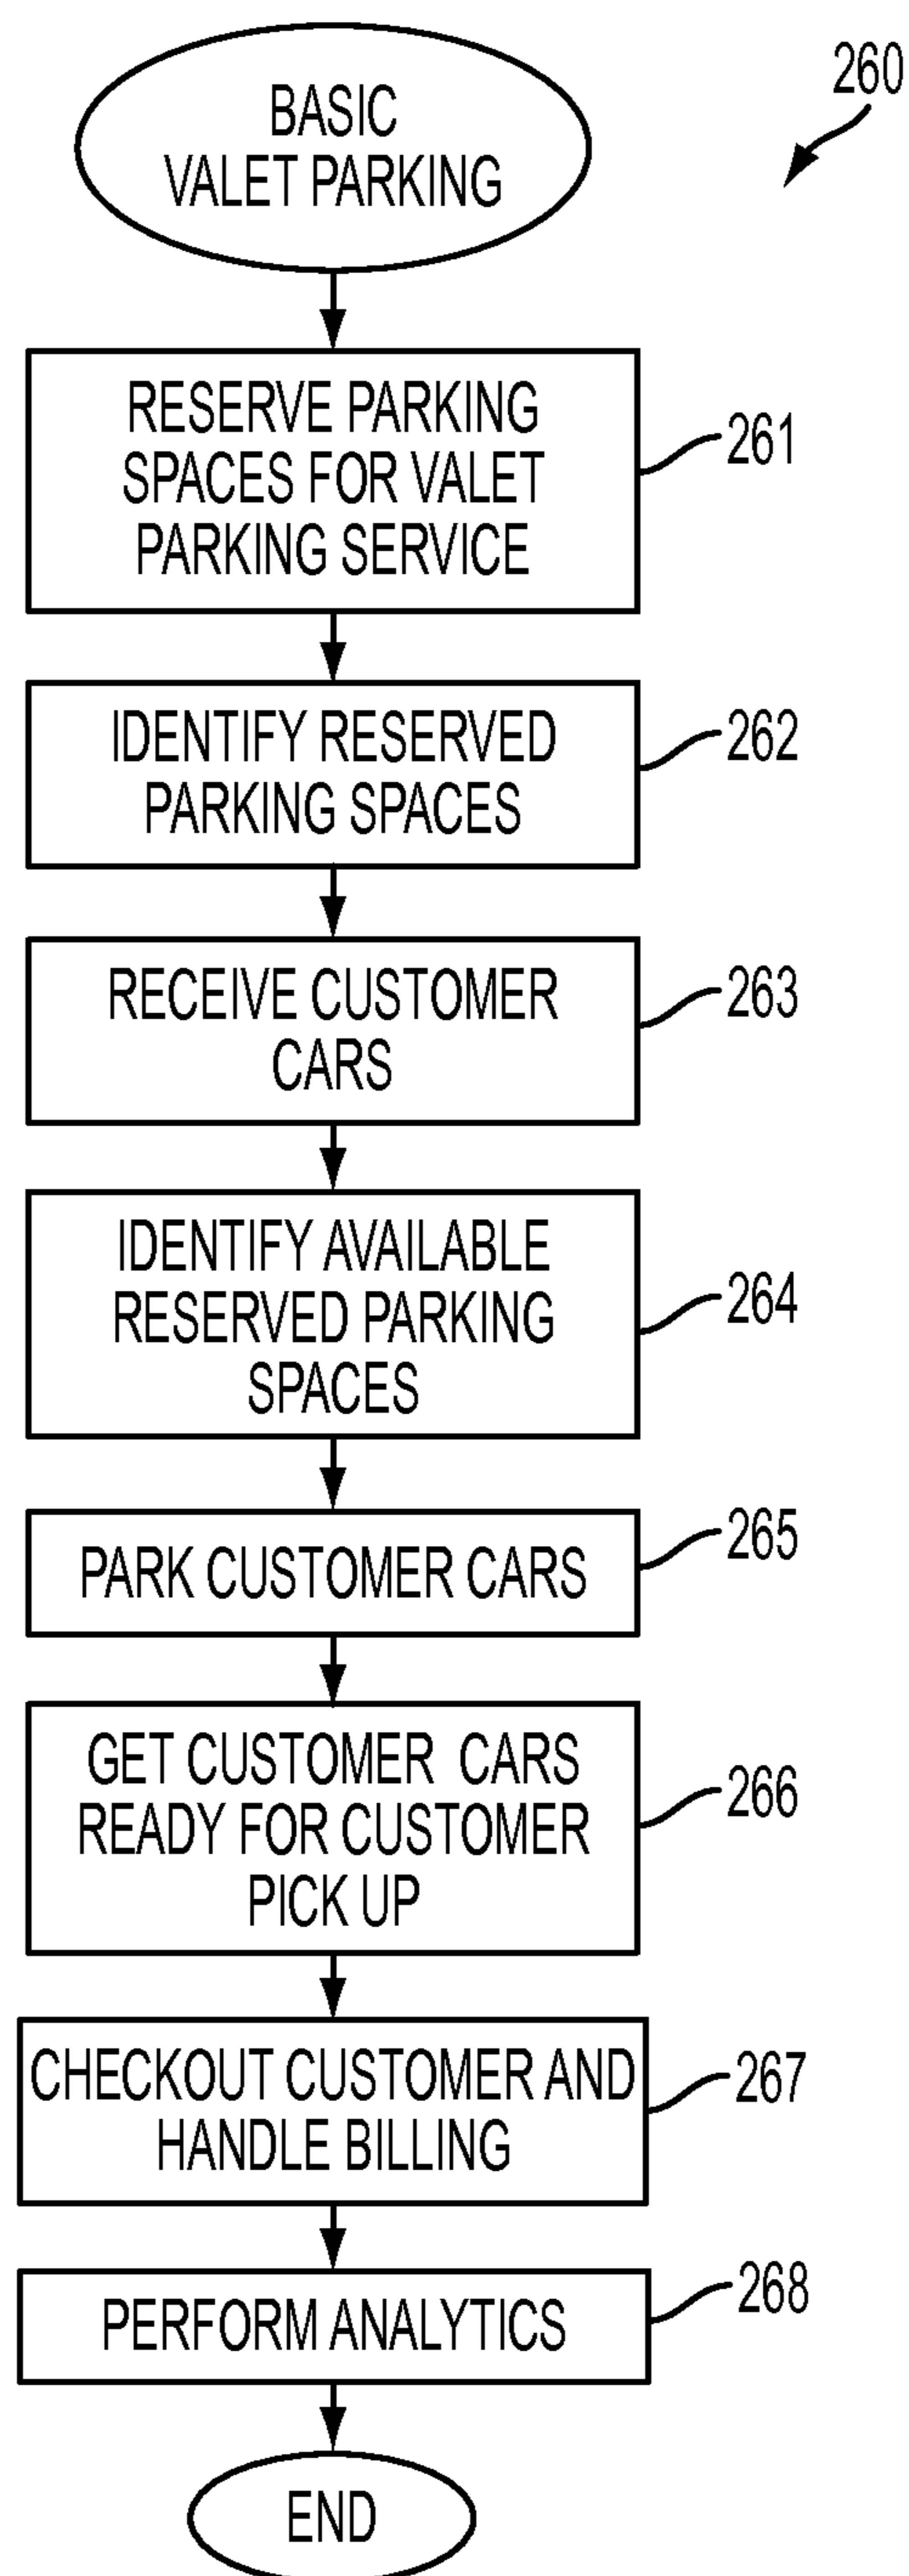 BASIC
VALET PARKING
260
RESERVE PARKING
SPACES FOR VALET
PARKING SERVICE
261
IDENTIFY RESERVED
PARKING SPACES
262
RECEIVE CUSTOMER
CARS
263
IDENTIFY AVAILABLE
RESERVED PARKING
SPACES
264
PARK CUSTOMER CARS
265
GET CUSTOMER CARS
READY FOR CUSTOMER
PICK UP
266
CHECKOUT CUSTOMER AND
HANDLE BILLING
267
PERFORM ANALYTICS
268
END